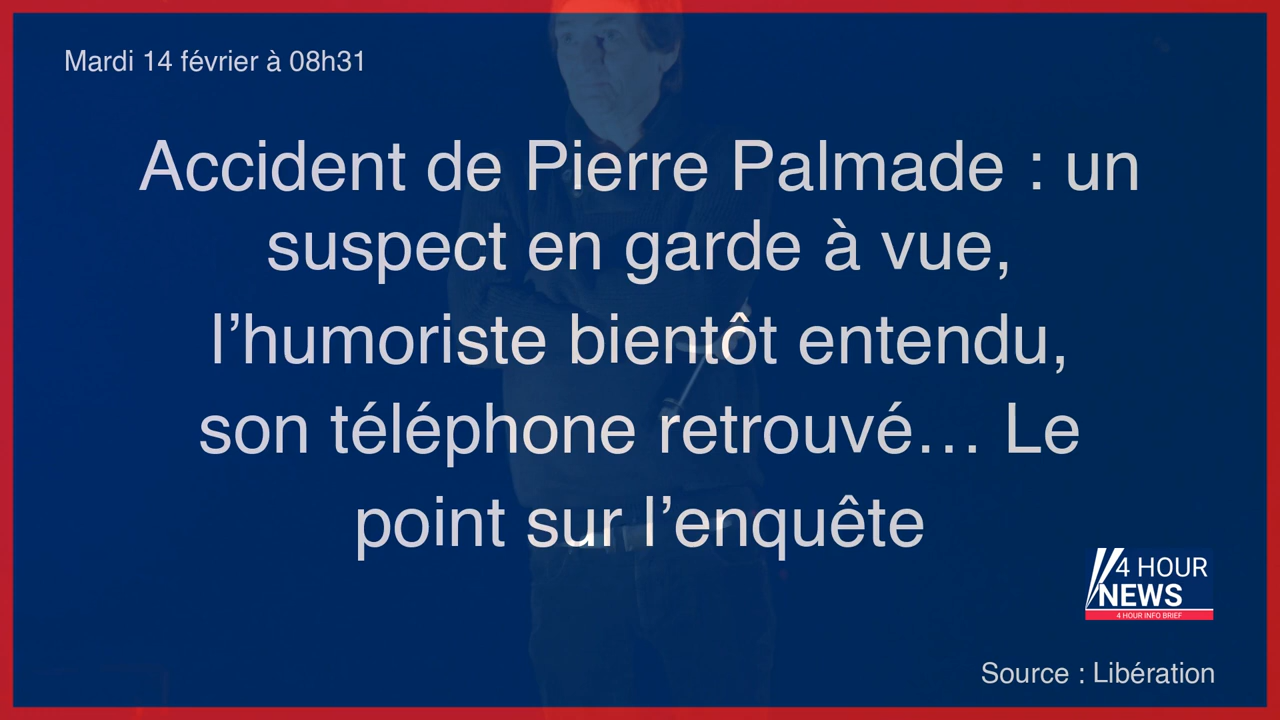 Mardi 14 février à 08h31
Accident de Pierre Palmade : un
suspect en garde à vue,
l’humoriste bientôt entendu,
son téléphone retrouvé… Le
point sur l’enquête
4 HOUR
NEWS
4 HOUR INFO BRIEF
Source : Libération